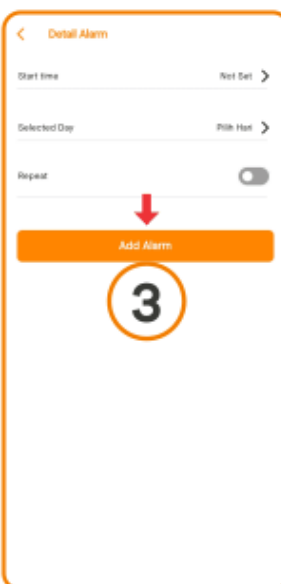 Detail Alarm
Start time Not Set
Selected Day Pilih Hari
Repeat
Add Alarm
3